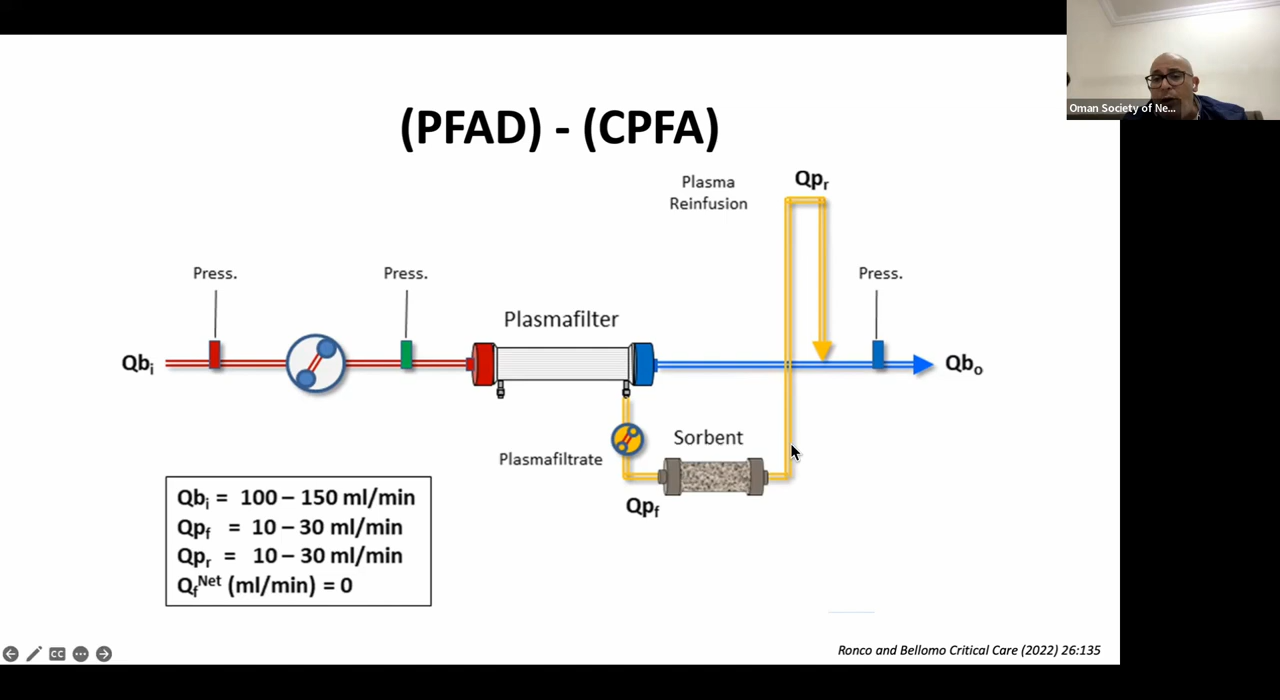 Oman Society of Ne...
(PFAD) - (CPFA)
Plasma
Reinfusion
Qpr
Press.
Press.
Press.
Plasmafilter
Qbi
Qbo
Sorbent
Plasmafiltrate
Qpf
Qbi = 100 – 150 ml/min
Qpf = 10 – 30 ml/min
Qpr = 10 – 30 ml/min
QfNet (ml/min) = 0
CC
Ronco and Bellomo Critical Care (2022) 26:135